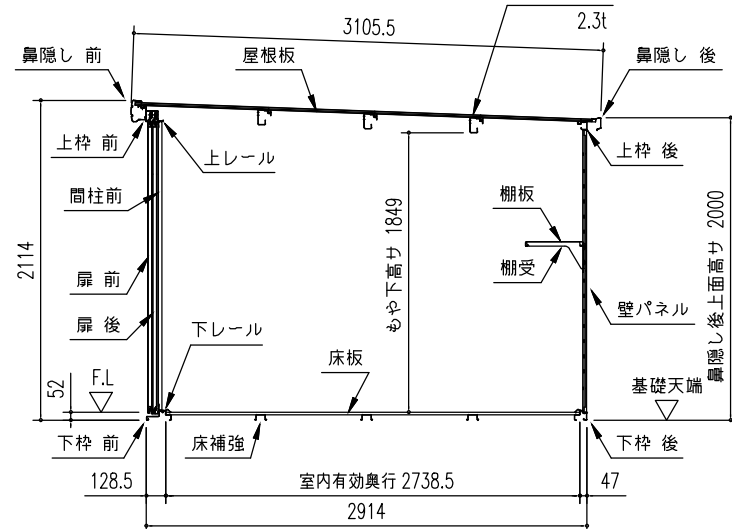 3105.5
2.3t
鼻隠し 前
屋根板
鼻隠し 後
上枠 前
上レール
上枠 後
間柱前
もや下高サ 1849
棚板
棚受
鼻隠し後上面高サ 2000
2114
扉 前
扉 後
壁パネル
下レール
床板
52
F.L
基礎天端
下枠 前
床補強
下枠 後
128.5
室内有効奥行 2738.5
47
2914